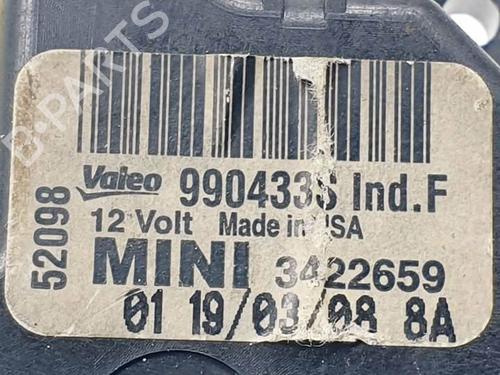 B-PARTS
52098
Valeo 990433S Ind.F
12 Volt Made in USA
MINI 3422659
01 19/03/08 8A